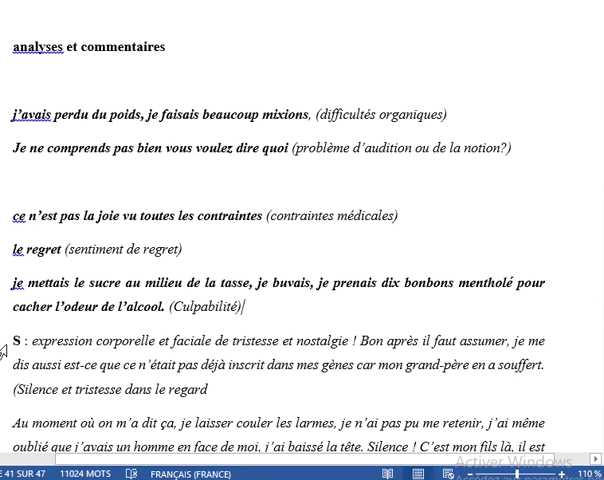 analyses et commentaires
j'avais perdu du poids, je faisais beaucoup mixions, (difficultés organiques)
Je ne comprends pas bien vous voulez dire quoi (problème d'audition ou de la notion?)
ce n'est pas la joie vu toutes les contraintes (contraintes médicales)
le regret (sentiment de regret)
je mettais le sucre au milieu de la tasse, je buvais, je prenais dix bonbons mentholé pour
cacher l'odeur de l'alcool. (Culpabilité)
S : expression corporelle et faciale de tristesse et nostalgie ! Bon après il faut assumer, je me
dis aussi est-ce que ce n'était pas déjà inscrit dans mes gènes car mon grand-père en a souffert.
(Silence et tristesse dans le regard
Au moment où on m'a dit ça, je laisser couler les larmes, je n'ai pas pu me retenir, j'ai même
oublié que j'avais un homme en face de moi, j'ai baissé la tête. Silence ! C'est mon fils là, il est
Activer Windows
E 41 SUR 47 11024 MOTS FRANÇAIS (FRANCE) 110 %